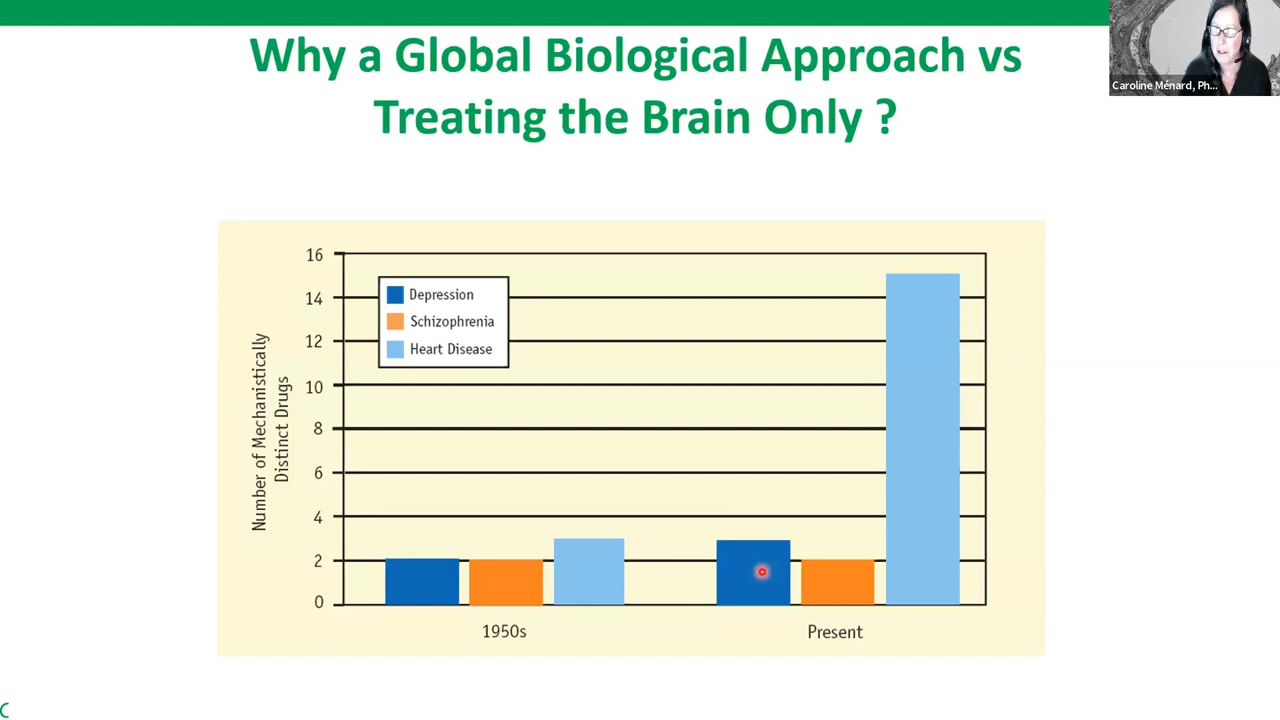 Why a Global Biological Approach vs
Treating the Brain Only ?
Caroline Ménard, Ph...
16
14
12
10
8
6
4
2
0
Number of Mechanistically
Distinct Drugs
Depression
Schizophrenia
Heart Disease
1950s
Present
C